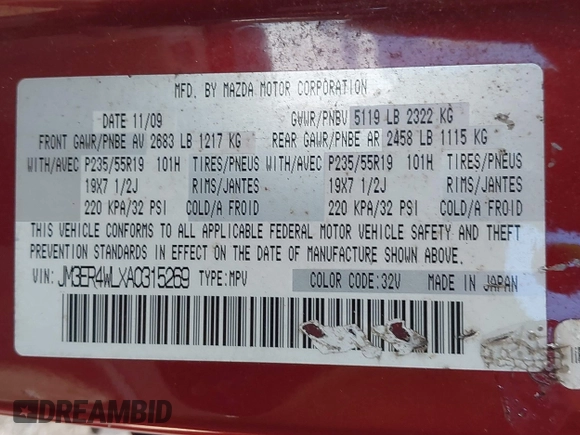 MFD. BY MAZDA MOTOR CORPORATION
DATE 11/09 GVWR/PNBV 5119 LB 2322 KG
FRONT GAWR/PNBE AV 2683 LB 1217 KG REAR GAWR/PNBE AR 2458 LB 1115 KG
WITH/AVEC P235/55R19 101H TIRES/PNEUS WITH/AVEC P235/55R19 101H TIRES/PNEUS
19X7 1/2J RIMS/JANTES 19X7 1/2J RIMS/JANTES
220 KPA/32 PSI COLD/A FROID 220 KPA/32 PSI COLD/A FROID
THIS VEHICLE CONFORMS TO ALL APPLICABLE FEDERAL MOTOR VEHICLE SAFETY AND THEFT
PREVENTION STANDARDS IN EFFECT ON THE DATE OF MANUFACTURE SHOWN ABOVE.
VIN: JM3ER4WLXA0315269 TYPE: MPV COLOR CODE: 32V MADE IN JAPAN
DREAMBID